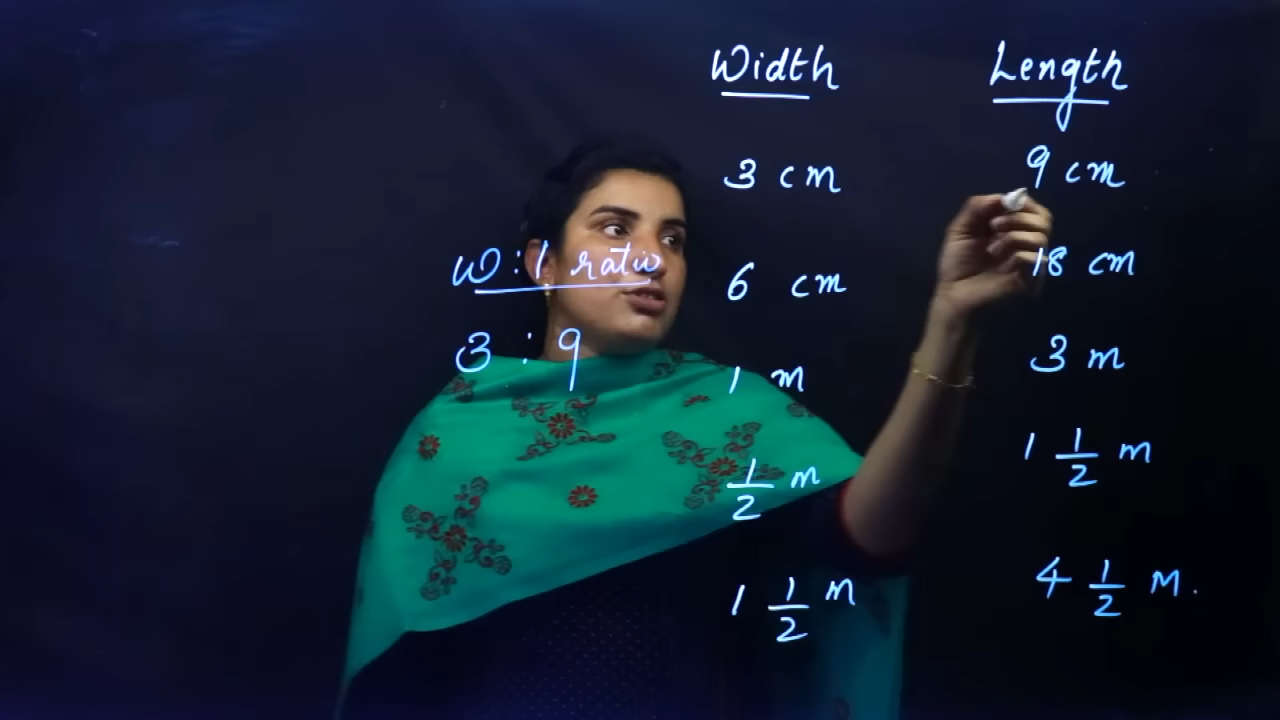 Width Length
3 cm 9 cm
W : l ratio
6 cm 18 cm
3 : 9
1 m 3 m
1/2 m 1 1/2 m
1 1/2 m 4 1/2 m.